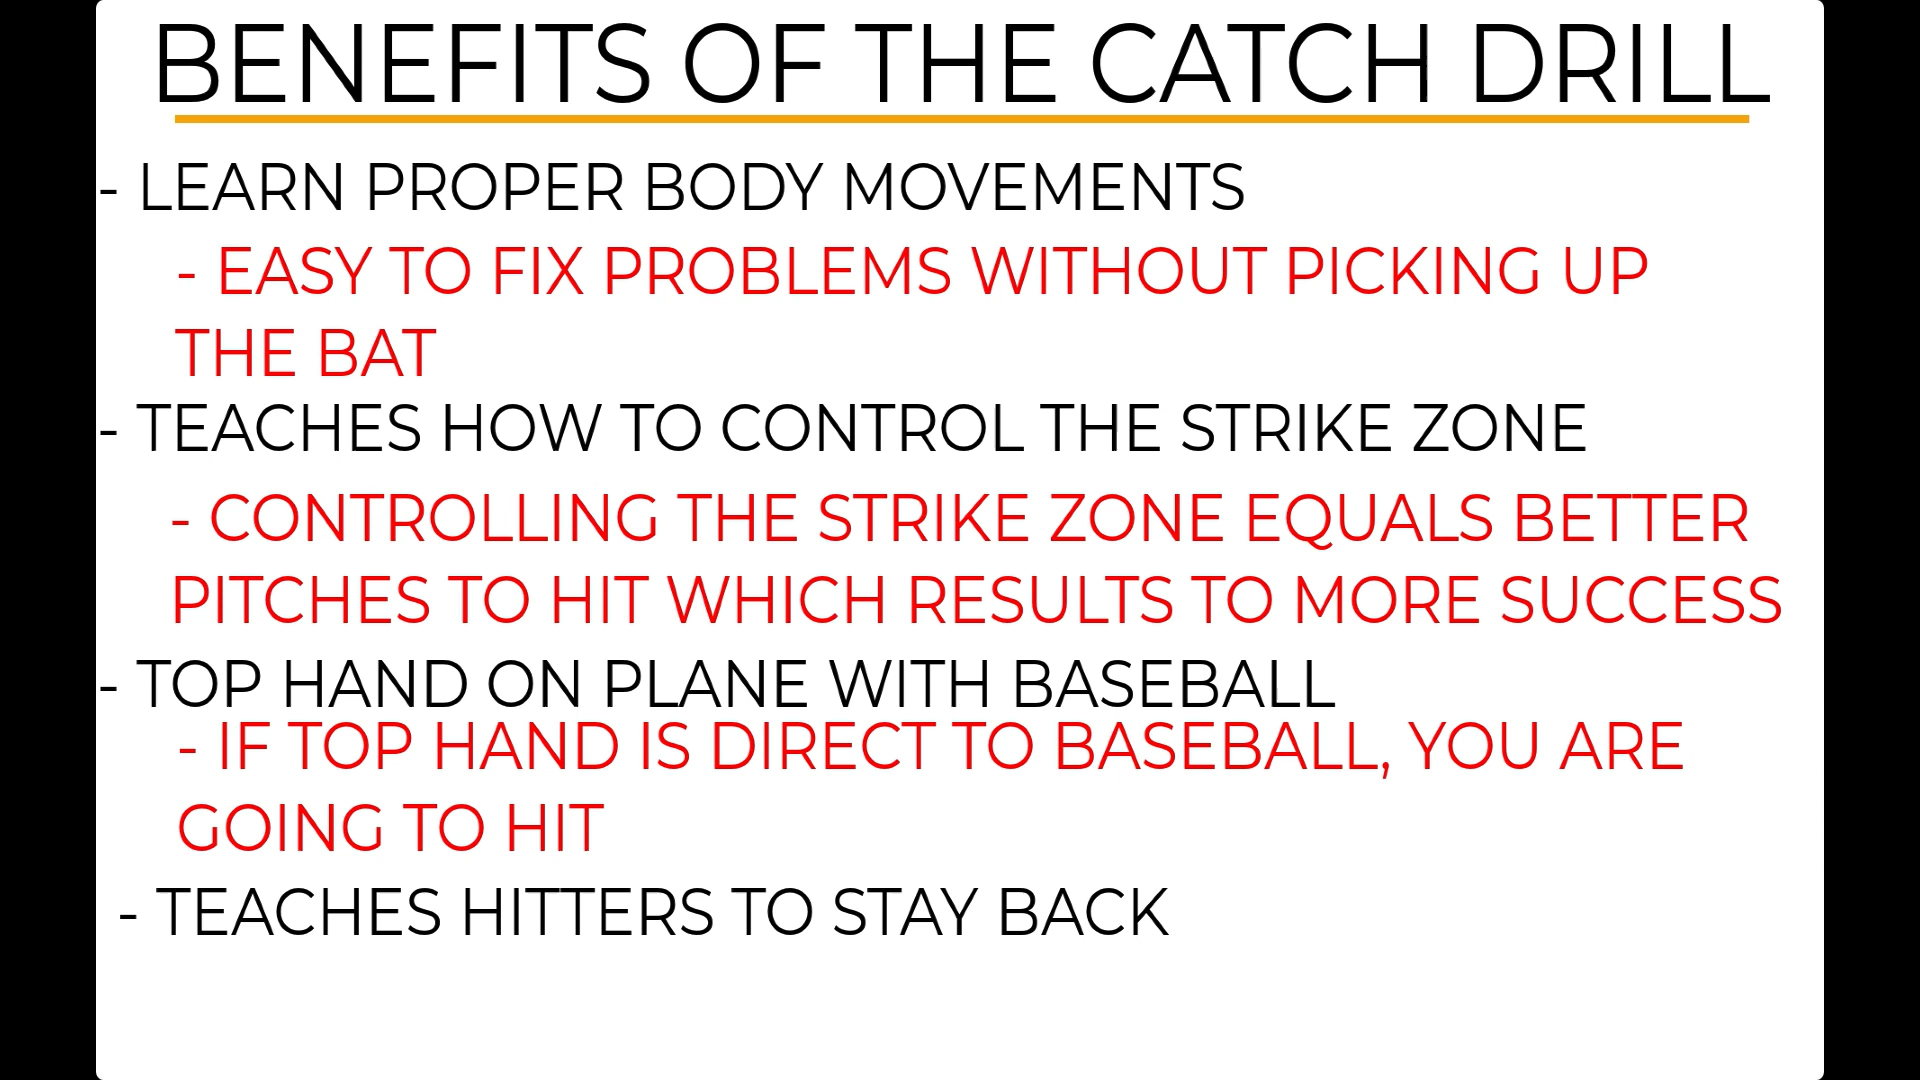 BENEFITS OF THE CATCH DRILL
- LEARN PROPER BODY MOVEMENTS
- EASY TO FIX PROBLEMS WITHOUT PICKING UP
THE BAT
- TEACHES HOW TO CONTROL THE STRIKE ZONE
- CONTROLLING THE STRIKE ZONE EQUALS BETTER
PITCHES TO HIT WHICH RESULTS TO MORE SUCCESS
- TOP HAND ON PLANE WITH BASEBALL
- IF TOP HAND IS DIRECT TO BASEBALL, YOU ARE
GOING TO HIT
- TEACHES HITTERS TO STAY BACK